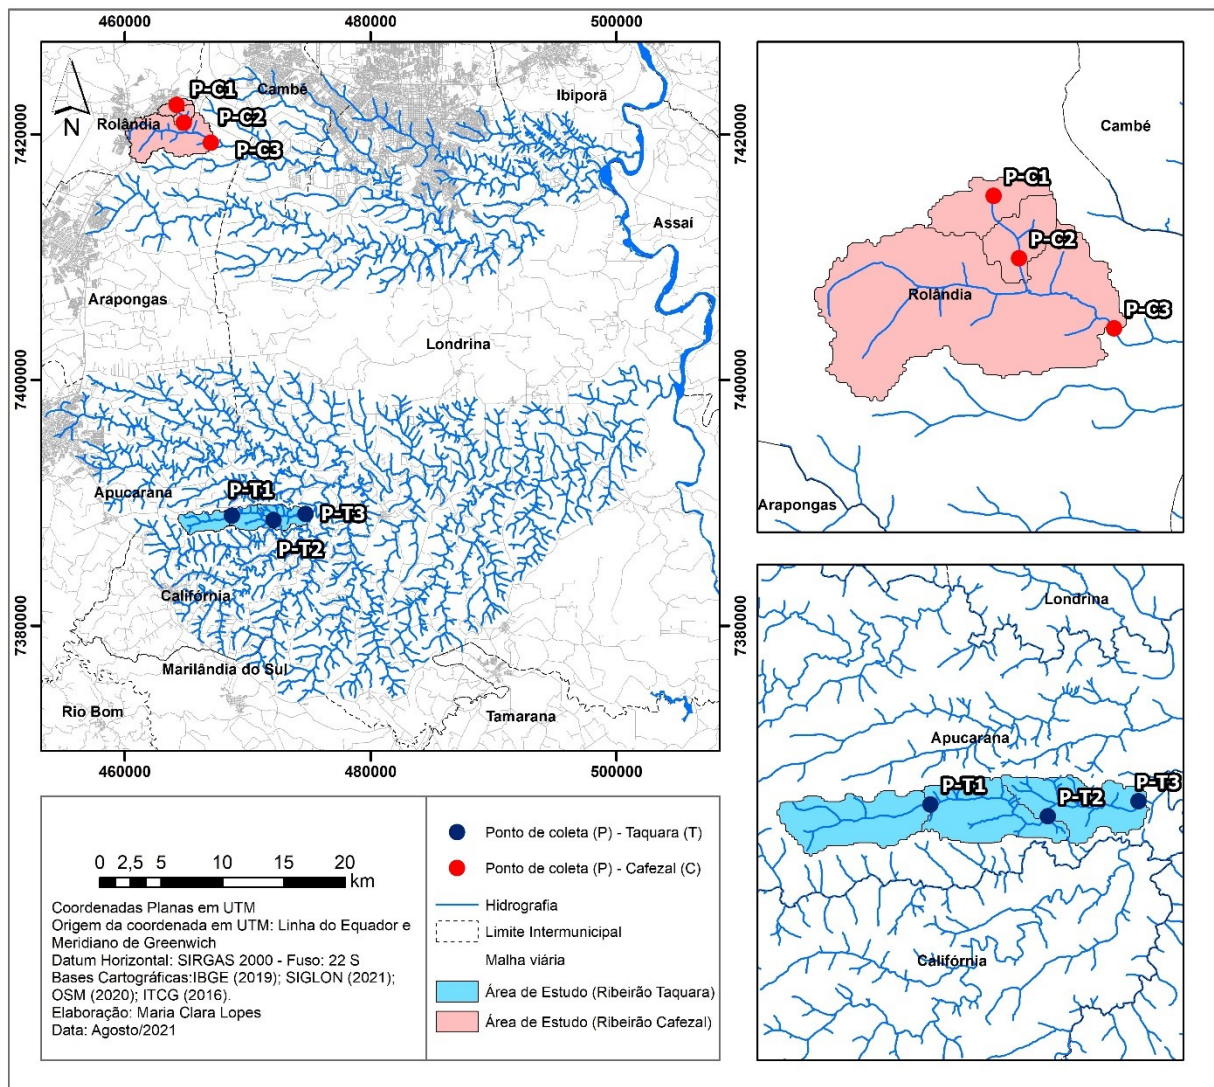 460000
480000
500000
7420000
7400000
7380000
7420000
7400000
7380000
460000
480000
500000
N
P-C1
Cambé
P-C2
Rolândia
P-C3
Ibiporã
Assaí
Arapongas
Londrina
Apucarana
P-T1
P-T3
P-T2
Califórnia
Marilândia do Sul
Rio Bom
Tamarana
Cambé
P-C1
P-C2
Rolândia
P-C3
Arapongas
Londrina
Apucarana
P-T1
P-T2
P-T3
Califórnia
0 2,5 5 10 15 20
km
Coordenadas Planas em UTM
Origem da coordenada em UTM: Linha do Equador e
Meridiano de Greenwich
Datum Horizontal: SIRGAS 2000 - Fuso: 22 S
Bases Cartográficas:IBGE (2019); SIGLON (2021);
OSM (2020); ITCG (2016).
Elaboração: Maria Clara Lopes
Data: Agosto/2021
Ponto de coleta (P) - Taquara (T)
Ponto de coleta (P) - Cafezal (C)
Hidrografia
Limite Intermunicipal
Malha viária
Área de Estudo (Ribeirão Taquara)
Área de Estudo (Ribeirão Cafezal)